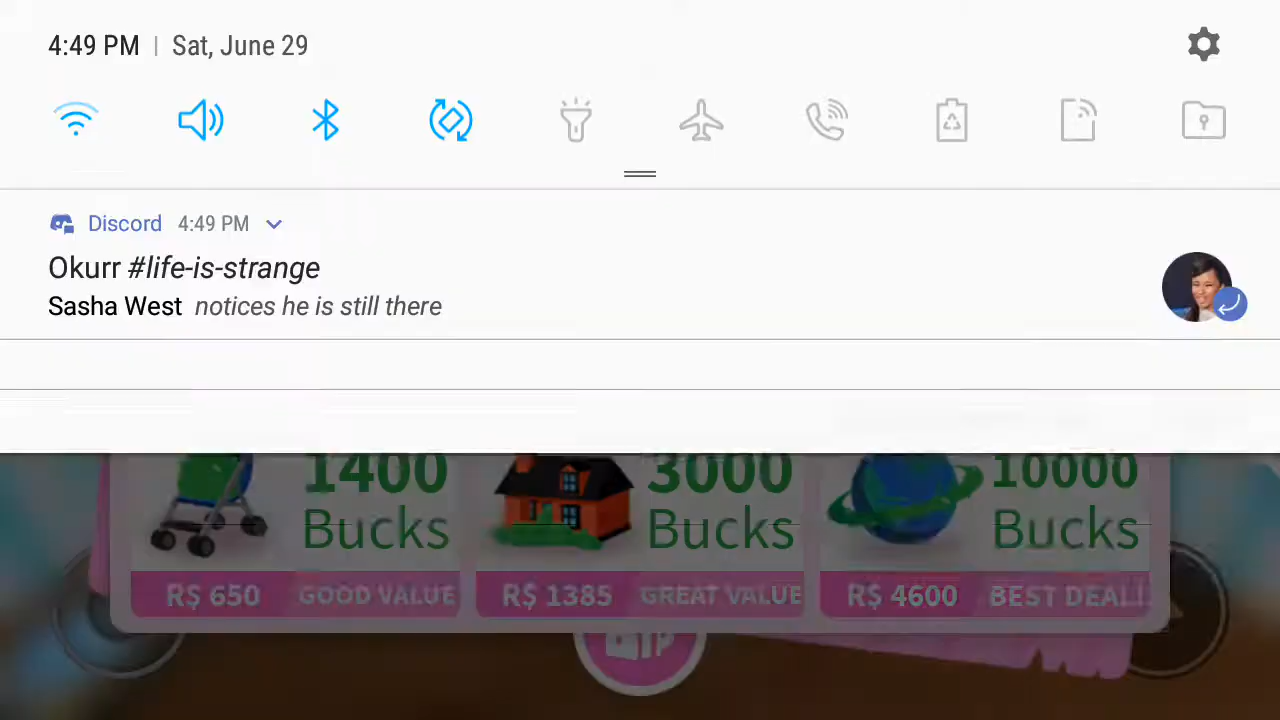 4:49 PM | Sat, June 29
Discord 4:49 PM
Okurr #life-is-strange
Sasha West notices he is still there
1400 3000 10000
Bucks Bucks Bucks
R$ 650 GOOD VALUE R$ 1385 GREAT VALUE R$ 4600 BEST DEAL!!